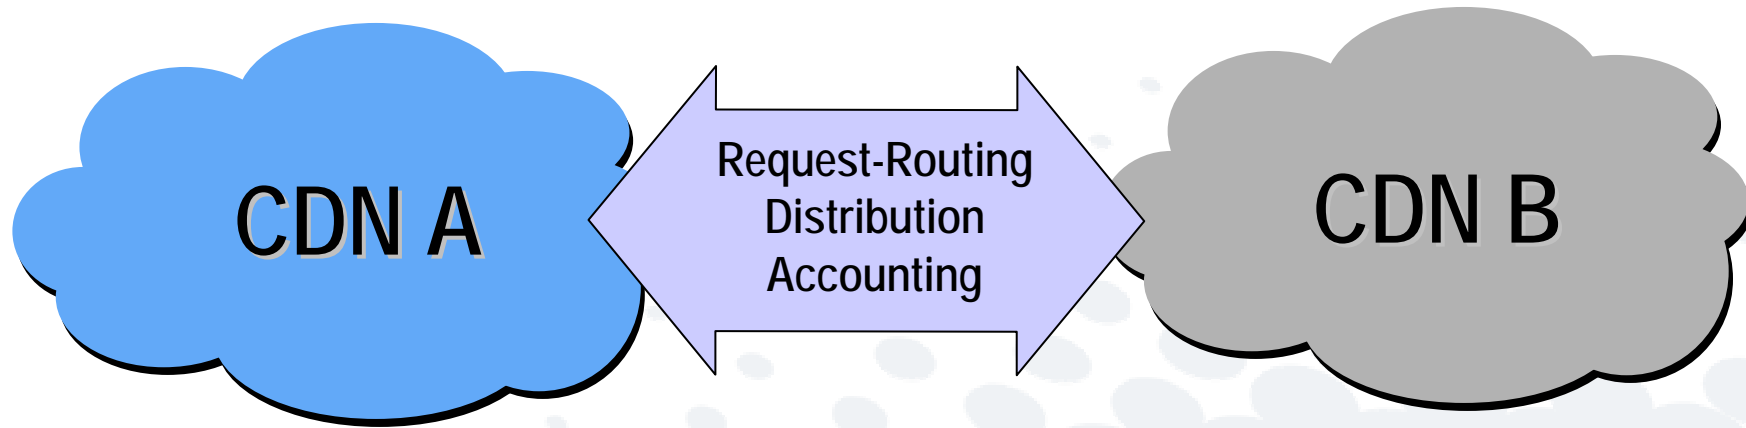 CDN A
Request-Routing
Distribution
Accounting
CDN B